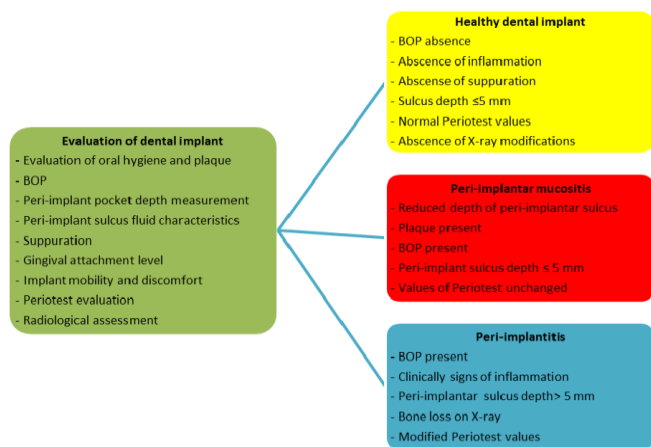 Evaluation of dental implant
- Evaluation of oral hygiene and plaque
- BOP
- Peri-implant pocket depth measurement
- Peri-implant sulcus fluid characteristics
- Suppuration
- Gingival attachment level
- Implant mobility and discomfort
- Periotest evaluation
- Radiological assessment
Healthy dental implant
- BOP absence
- Abscence of inflammation
- Abscense of suppuration
- Sulcus depth ≤5 mm
- Normal Periotest values
- Absence of X-ray modifications
Peri-implantar mucositis
- Reduced depth of peri-implantar sulcus
- Plaque present
- BOP present
- Peri-implant sulcus depth ≤ 5 mm
- Values of Periotest unchanged
Peri-implantitis
- BOP present
- Clinically signs of inflammation
- Peri-implantar sulcus depth> 5 mm
- Bone loss on X-ray
- Modified Periotest values